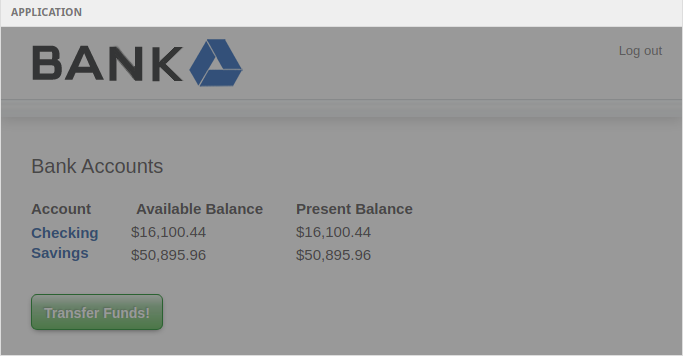 APPLICATION
BANK
Log out
Bank Accounts
Account Available Balance Present Balance
Checking $16,100.44 $16,100.44
Savings $50,895.96 $50,895.96
Transfer Funds!